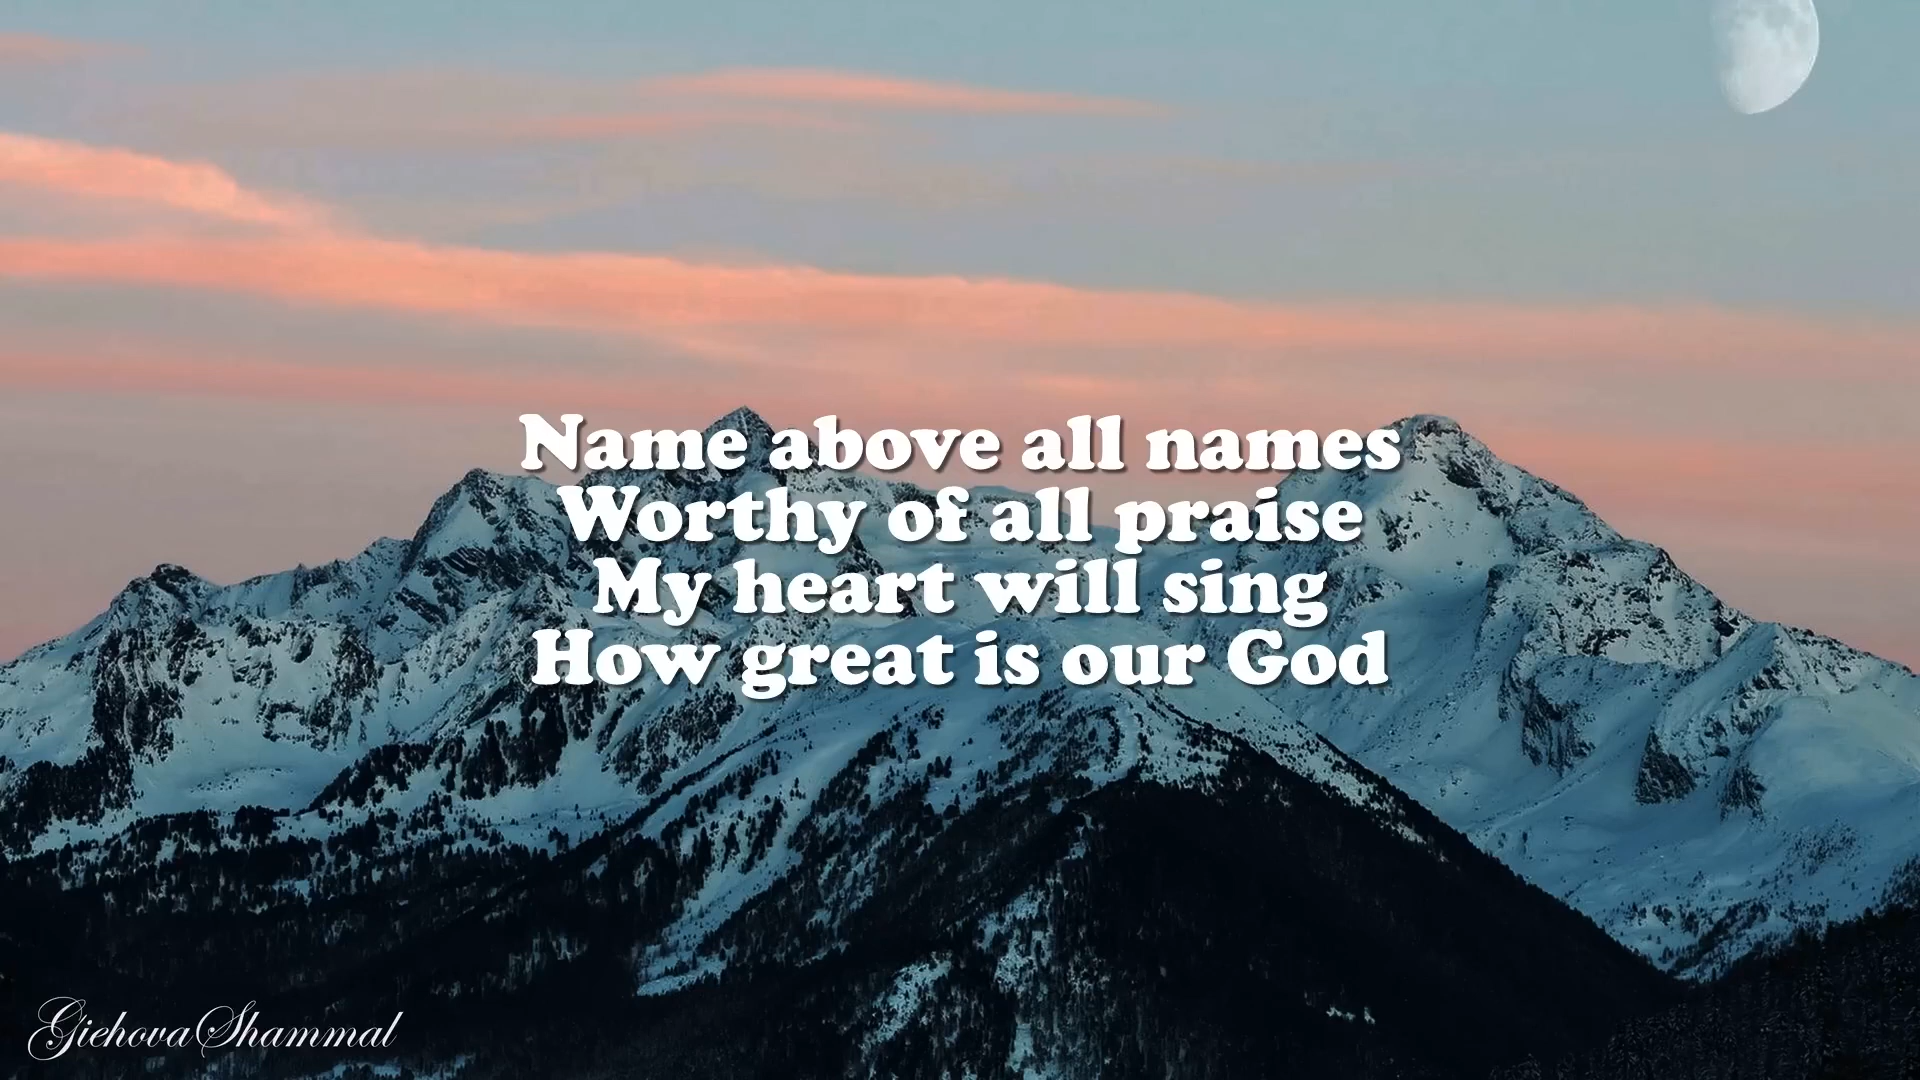 Name above all names
Worthy of all praise
My heart will sing
How great is our God
GiehovaShammal